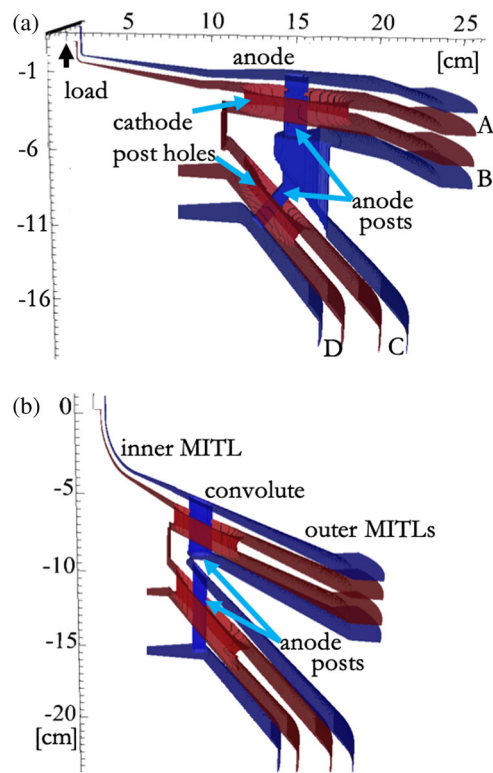 (a)
0 5 10 15 20 25
[cm]
anode
-1
load
A
cathode
B
-6
post holes
anode
posts
-11
-16
D C
(b)
0
inner MITL
-5
convolute
outer MITLs
-10
anode
posts
-15
-20
[cm]